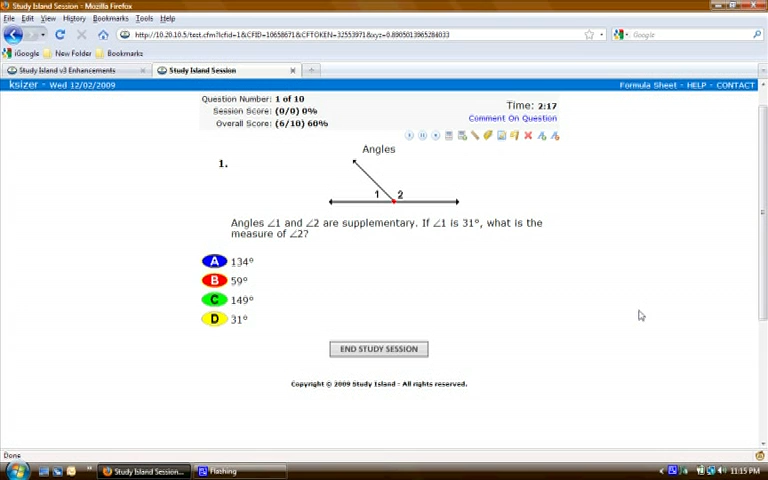 Study Island Session - Mozilla Firefox
File Edit View History Bookmarks Tools Help
Google
iGoogle New Folder Bookmarks
Study Island v3 Enhancements Study Island Session
ksizer - Wed 12/02/2009 Formula Sheet - HELP - CONTACT
Question Number: 1 of 10
Session Score: (0/0) 0%
Overall Score: (6/10) 60%
Time: 2:17
Comment On Question
Angles
1.
1 2
Angles ∠1 and ∠2 are supplementary. If ∠1 is 31°, what is the
measure of ∠2?
A 134°
B 59°
C 149°
D 31°
END STUDY SESSION
Copyright © 2009 Study Island - All rights reserved.
Done
Study Island Session... Flashing 11:15 PM